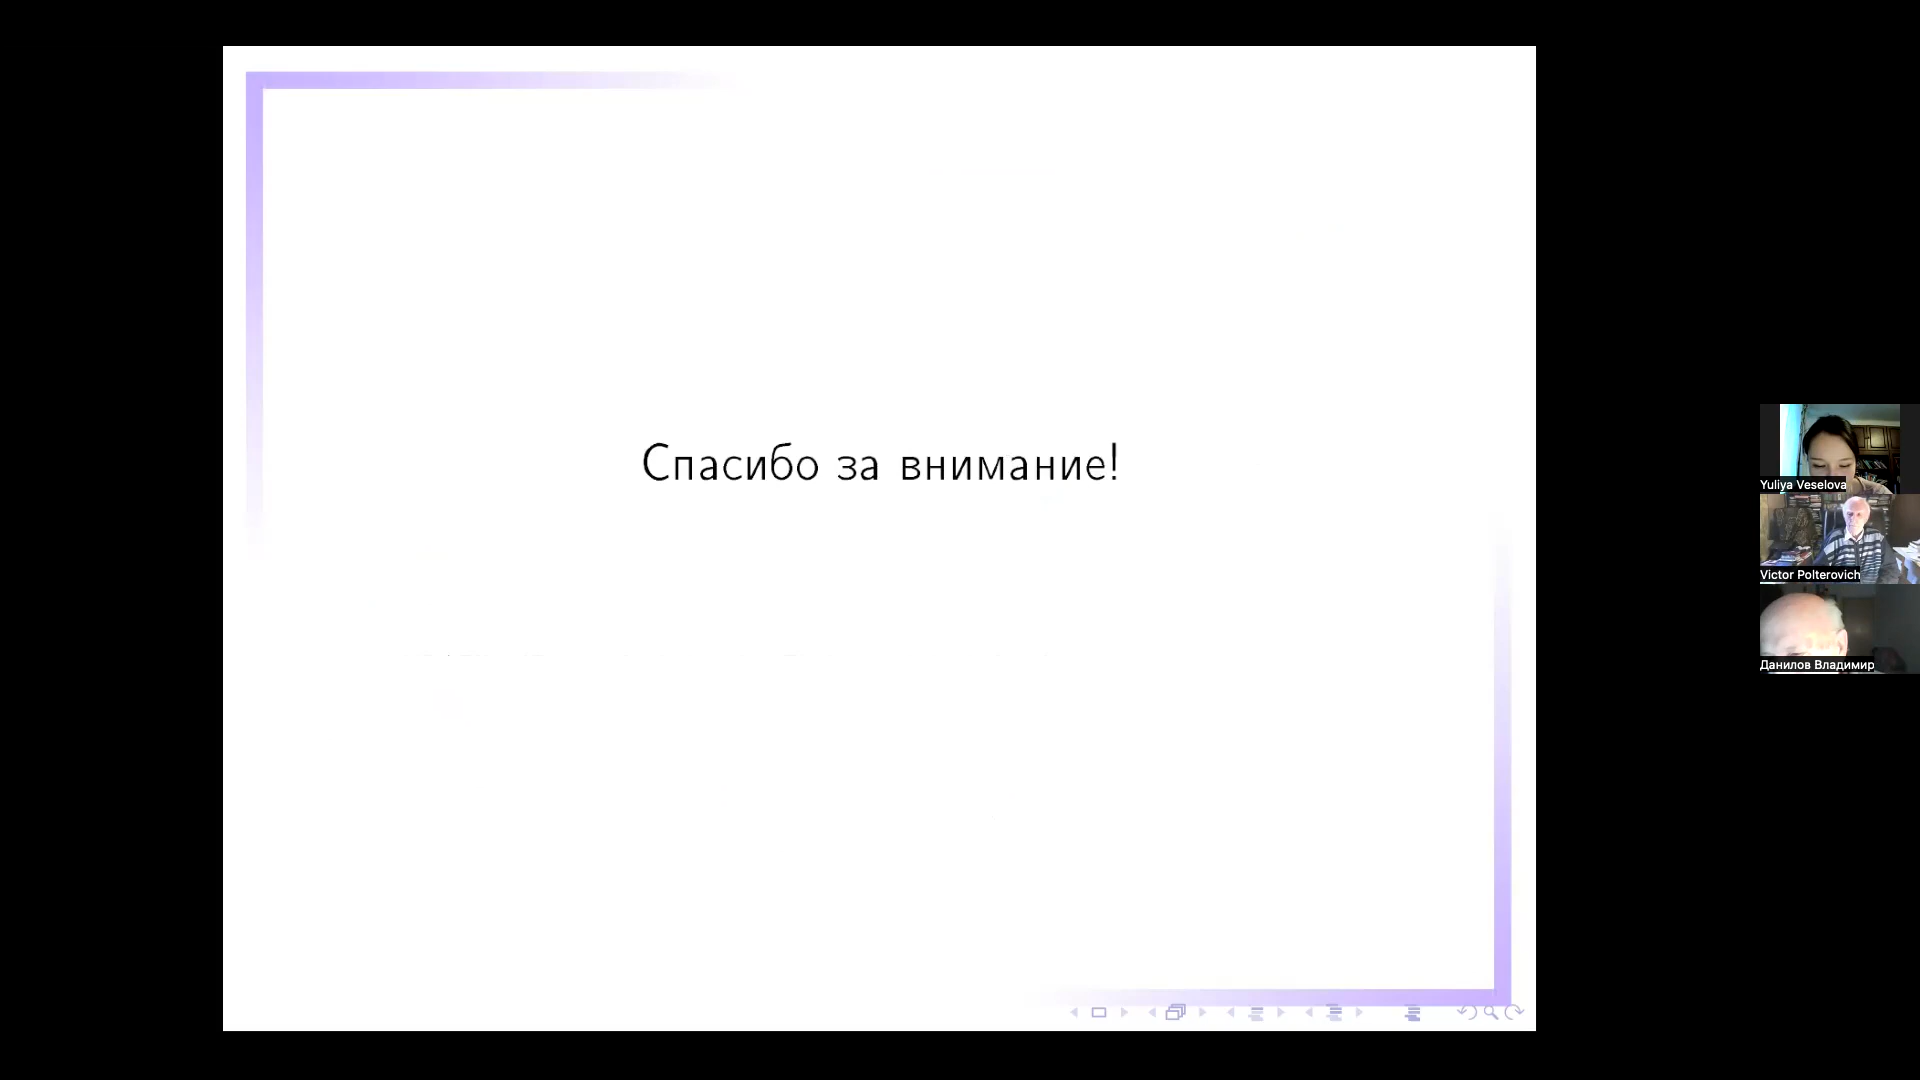 Спасибо за внимание!
Yuliya Veselova
Victor Polterovich
Данилов Владимир